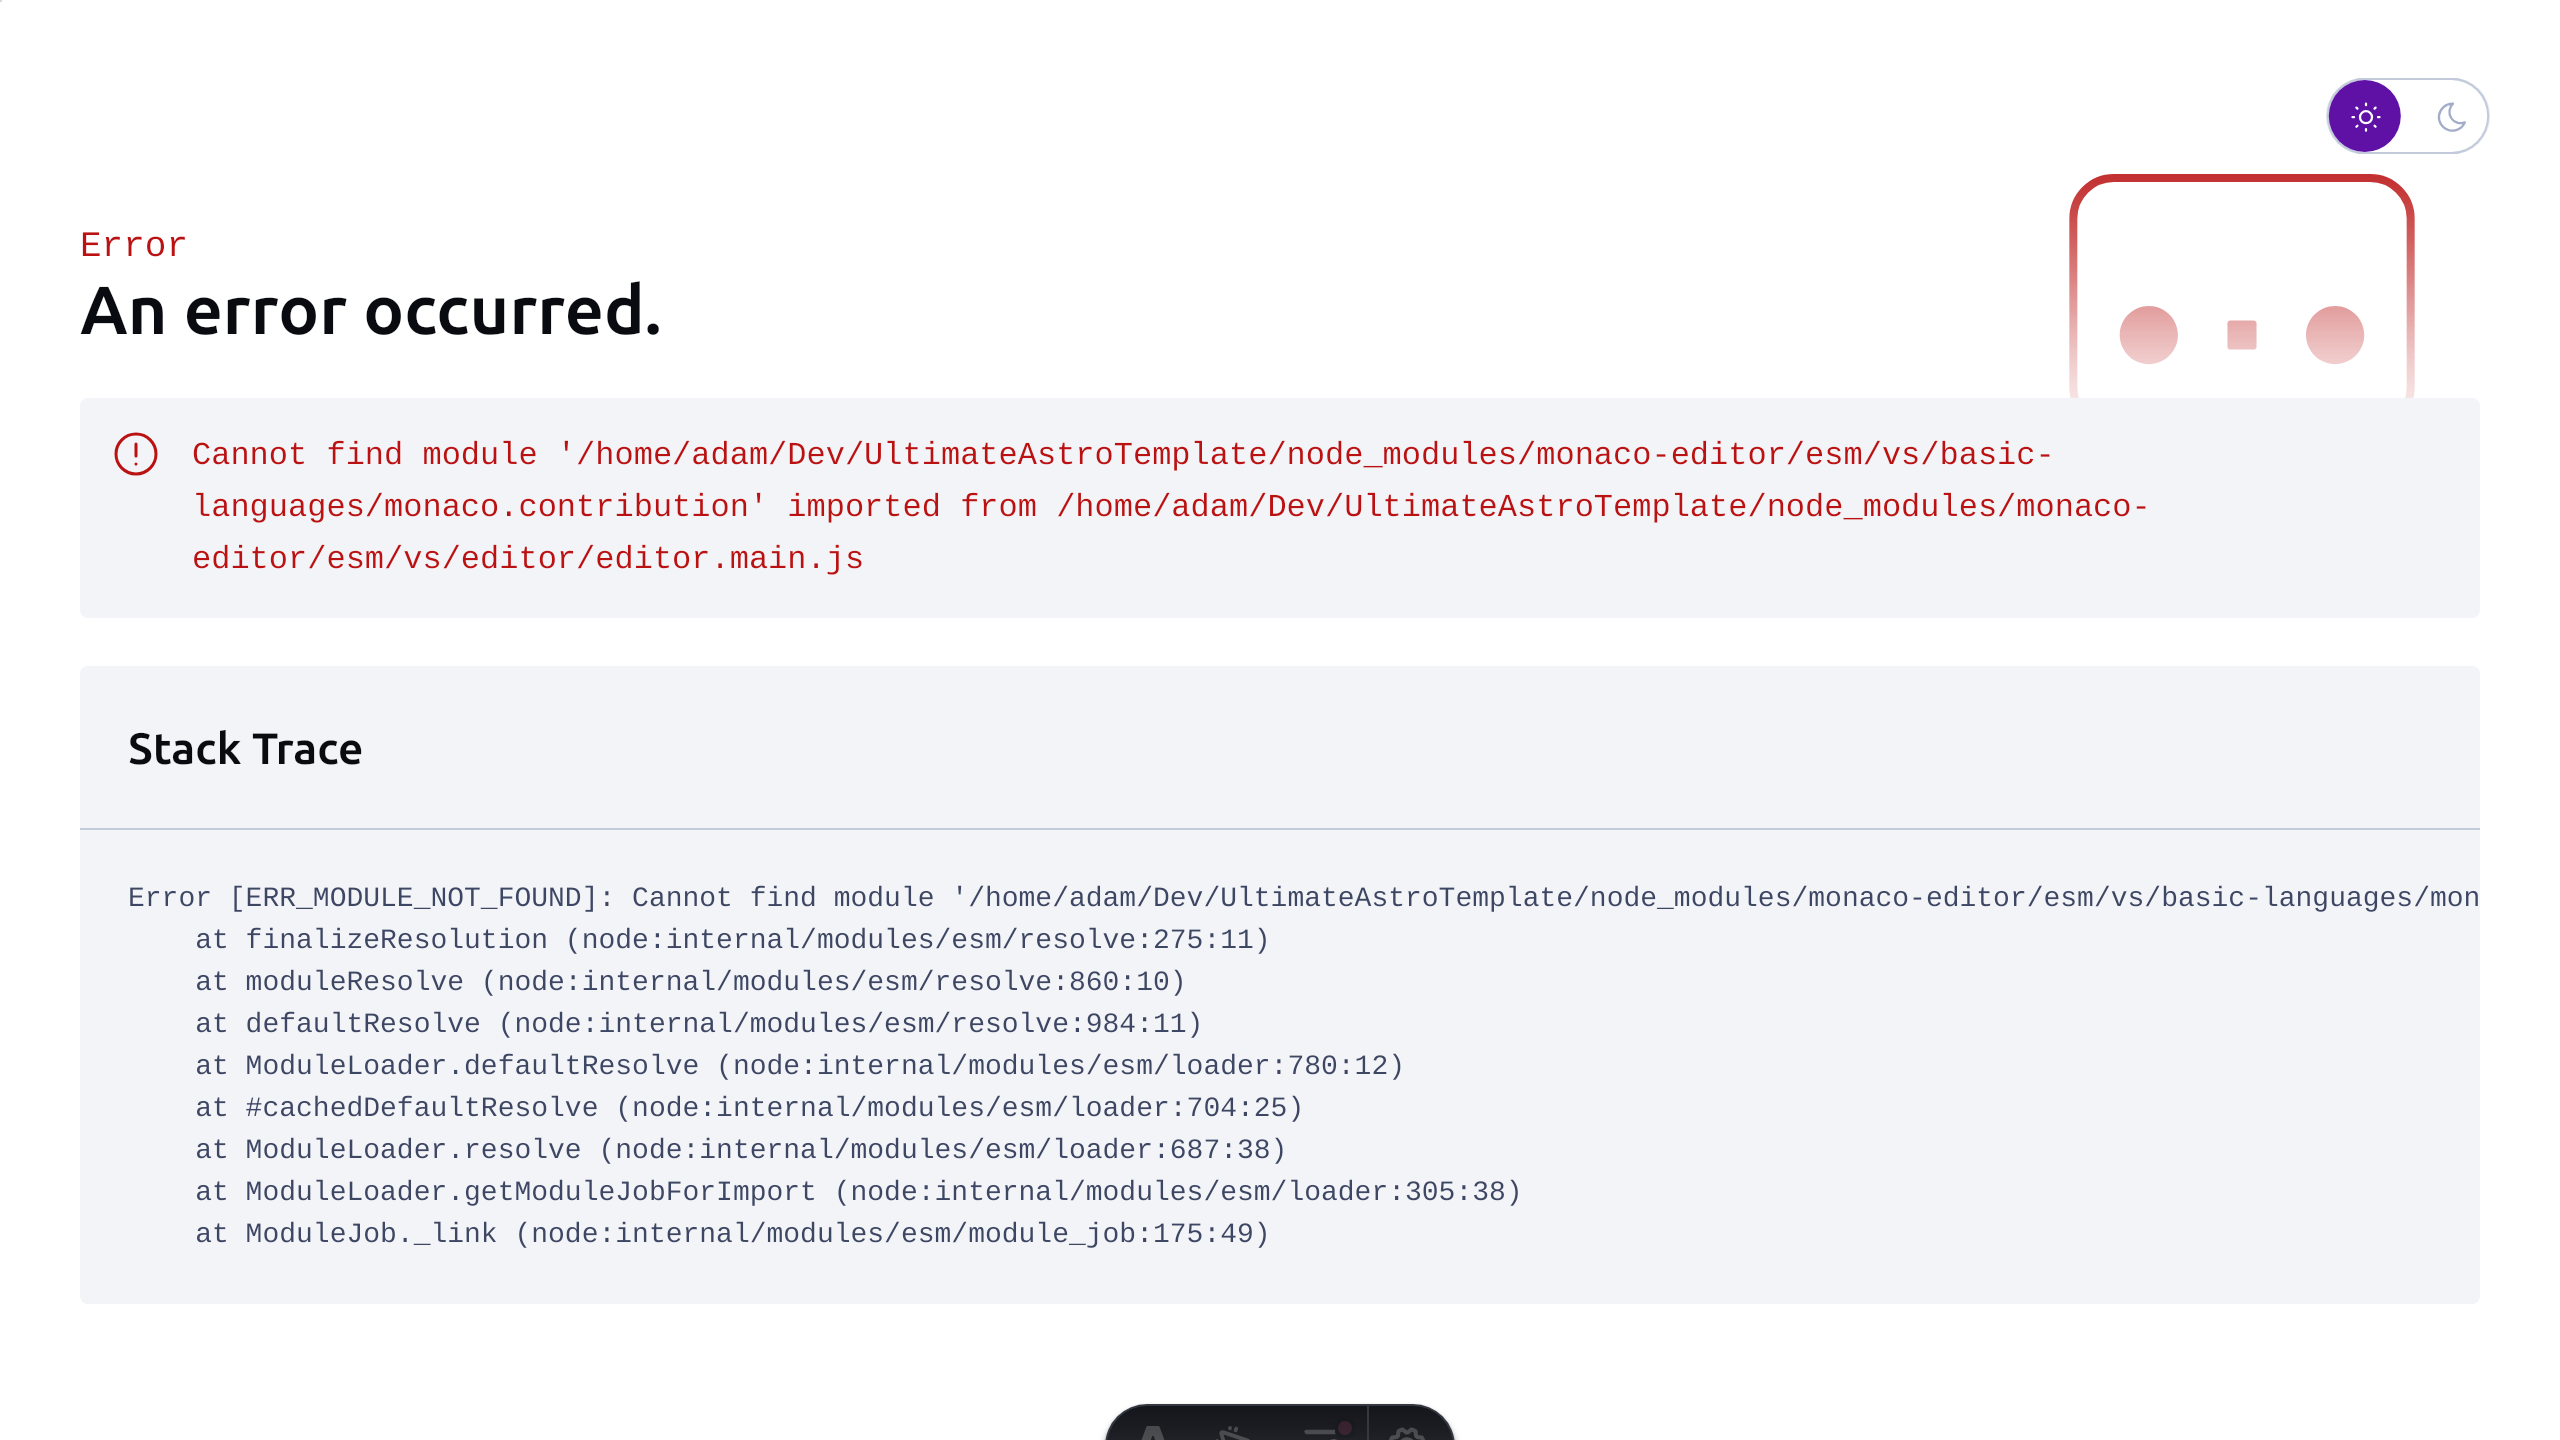 Error
An error occurred.
Cannot find module '/home/adam/Dev/UltimateAstroTemplate/node_modules/monaco-editor/esm/vs/basic-
languages/monaco.contribution' imported from /home/adam/Dev/UltimateAstroTemplate/node_modules/monaco-
editor/esm/vs/editor/editor.main.js
Stack Trace
Error [ERR_MODULE_NOT_FOUND]: Cannot find module '/home/adam/Dev/UltimateAstroTemplate/node_modules/monaco-editor/esm/vs/basic-languages/mon
at finalizeResolution (node:internal/modules/esm/resolve:275:11)
at moduleResolve (node:internal/modules/esm/resolve:860:10)
at defaultResolve (node:internal/modules/esm/resolve:984:11)
at ModuleLoader.defaultResolve (node:internal/modules/esm/loader:780:12)
at #cachedDefaultResolve (node:internal/modules/esm/loader:704:25)
at ModuleLoader.resolve (node:internal/modules/esm/loader:687:38)
at ModuleLoader.getModuleJobForImport (node:internal/modules/esm/loader:305:38)
at ModuleJob._link (node:internal/modules/esm/module_job:175:49)